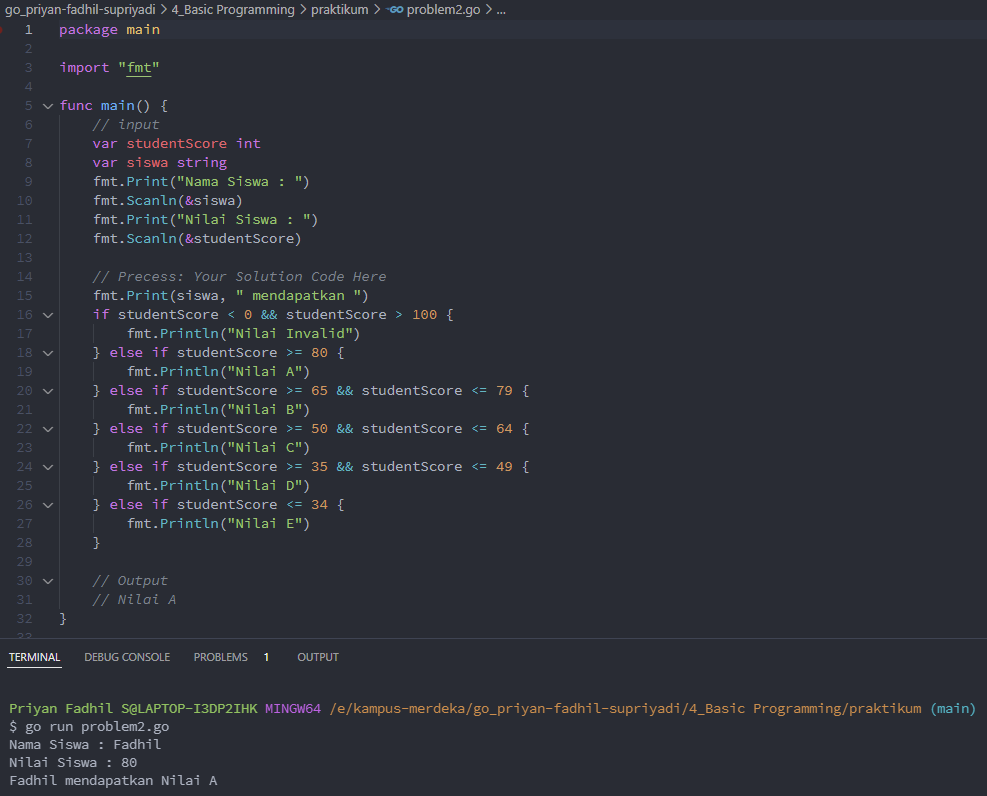 go_priyan-fadhil-supriyadi > 4_Basic Programming > praktikum > problem2.go > ...
1 package main
2
3 import "fmt"
4
5 func main() {
6 // input
7 var studentScore int
8 var siswa string
9 fmt.Print("Nama Siswa : ")
10 fmt.Scanln(&siswa)
11 fmt.Print("Nilai Siswa : ")
12 fmt.Scanln(&studentScore)
13
14 // Precess: Your Solution Code Here
15 fmt.Print(siswa, " mendapatkan ")
16 if studentScore < 0 && studentScore > 100 {
17 fmt.Println("Nilai Invalid")
18 } else if studentScore >= 80 {
19 fmt.Println("Nilai A")
20 } else if studentScore >= 65 && studentScore <= 79 {
21 fmt.Println("Nilai B")
22 } else if studentScore >= 50 && studentScore <= 64 {
23 fmt.Println("Nilai C")
24 } else if studentScore >= 35 && studentScore <= 49 {
25 fmt.Println("Nilai D")
26 } else if studentScore <= 34 {
27 fmt.Println("Nilai E")
28 }
29
30 // Output
31 // Nilai A
32 }
33
TERMINAL DEBUG CONSOLE PROBLEMS 1 OUTPUT
Priyan Fadhil S@LAPTOP-I3DP2IHK MINGW64 /e/kampus-merdeka/go_priyan-fadhil-supriyadi/4_Basic Programming/praktikum (main)
$ go run problem2.go
Nama Siswa : Fadhil
Nilai Siswa : 80
Fadhil mendapatkan Nilai A